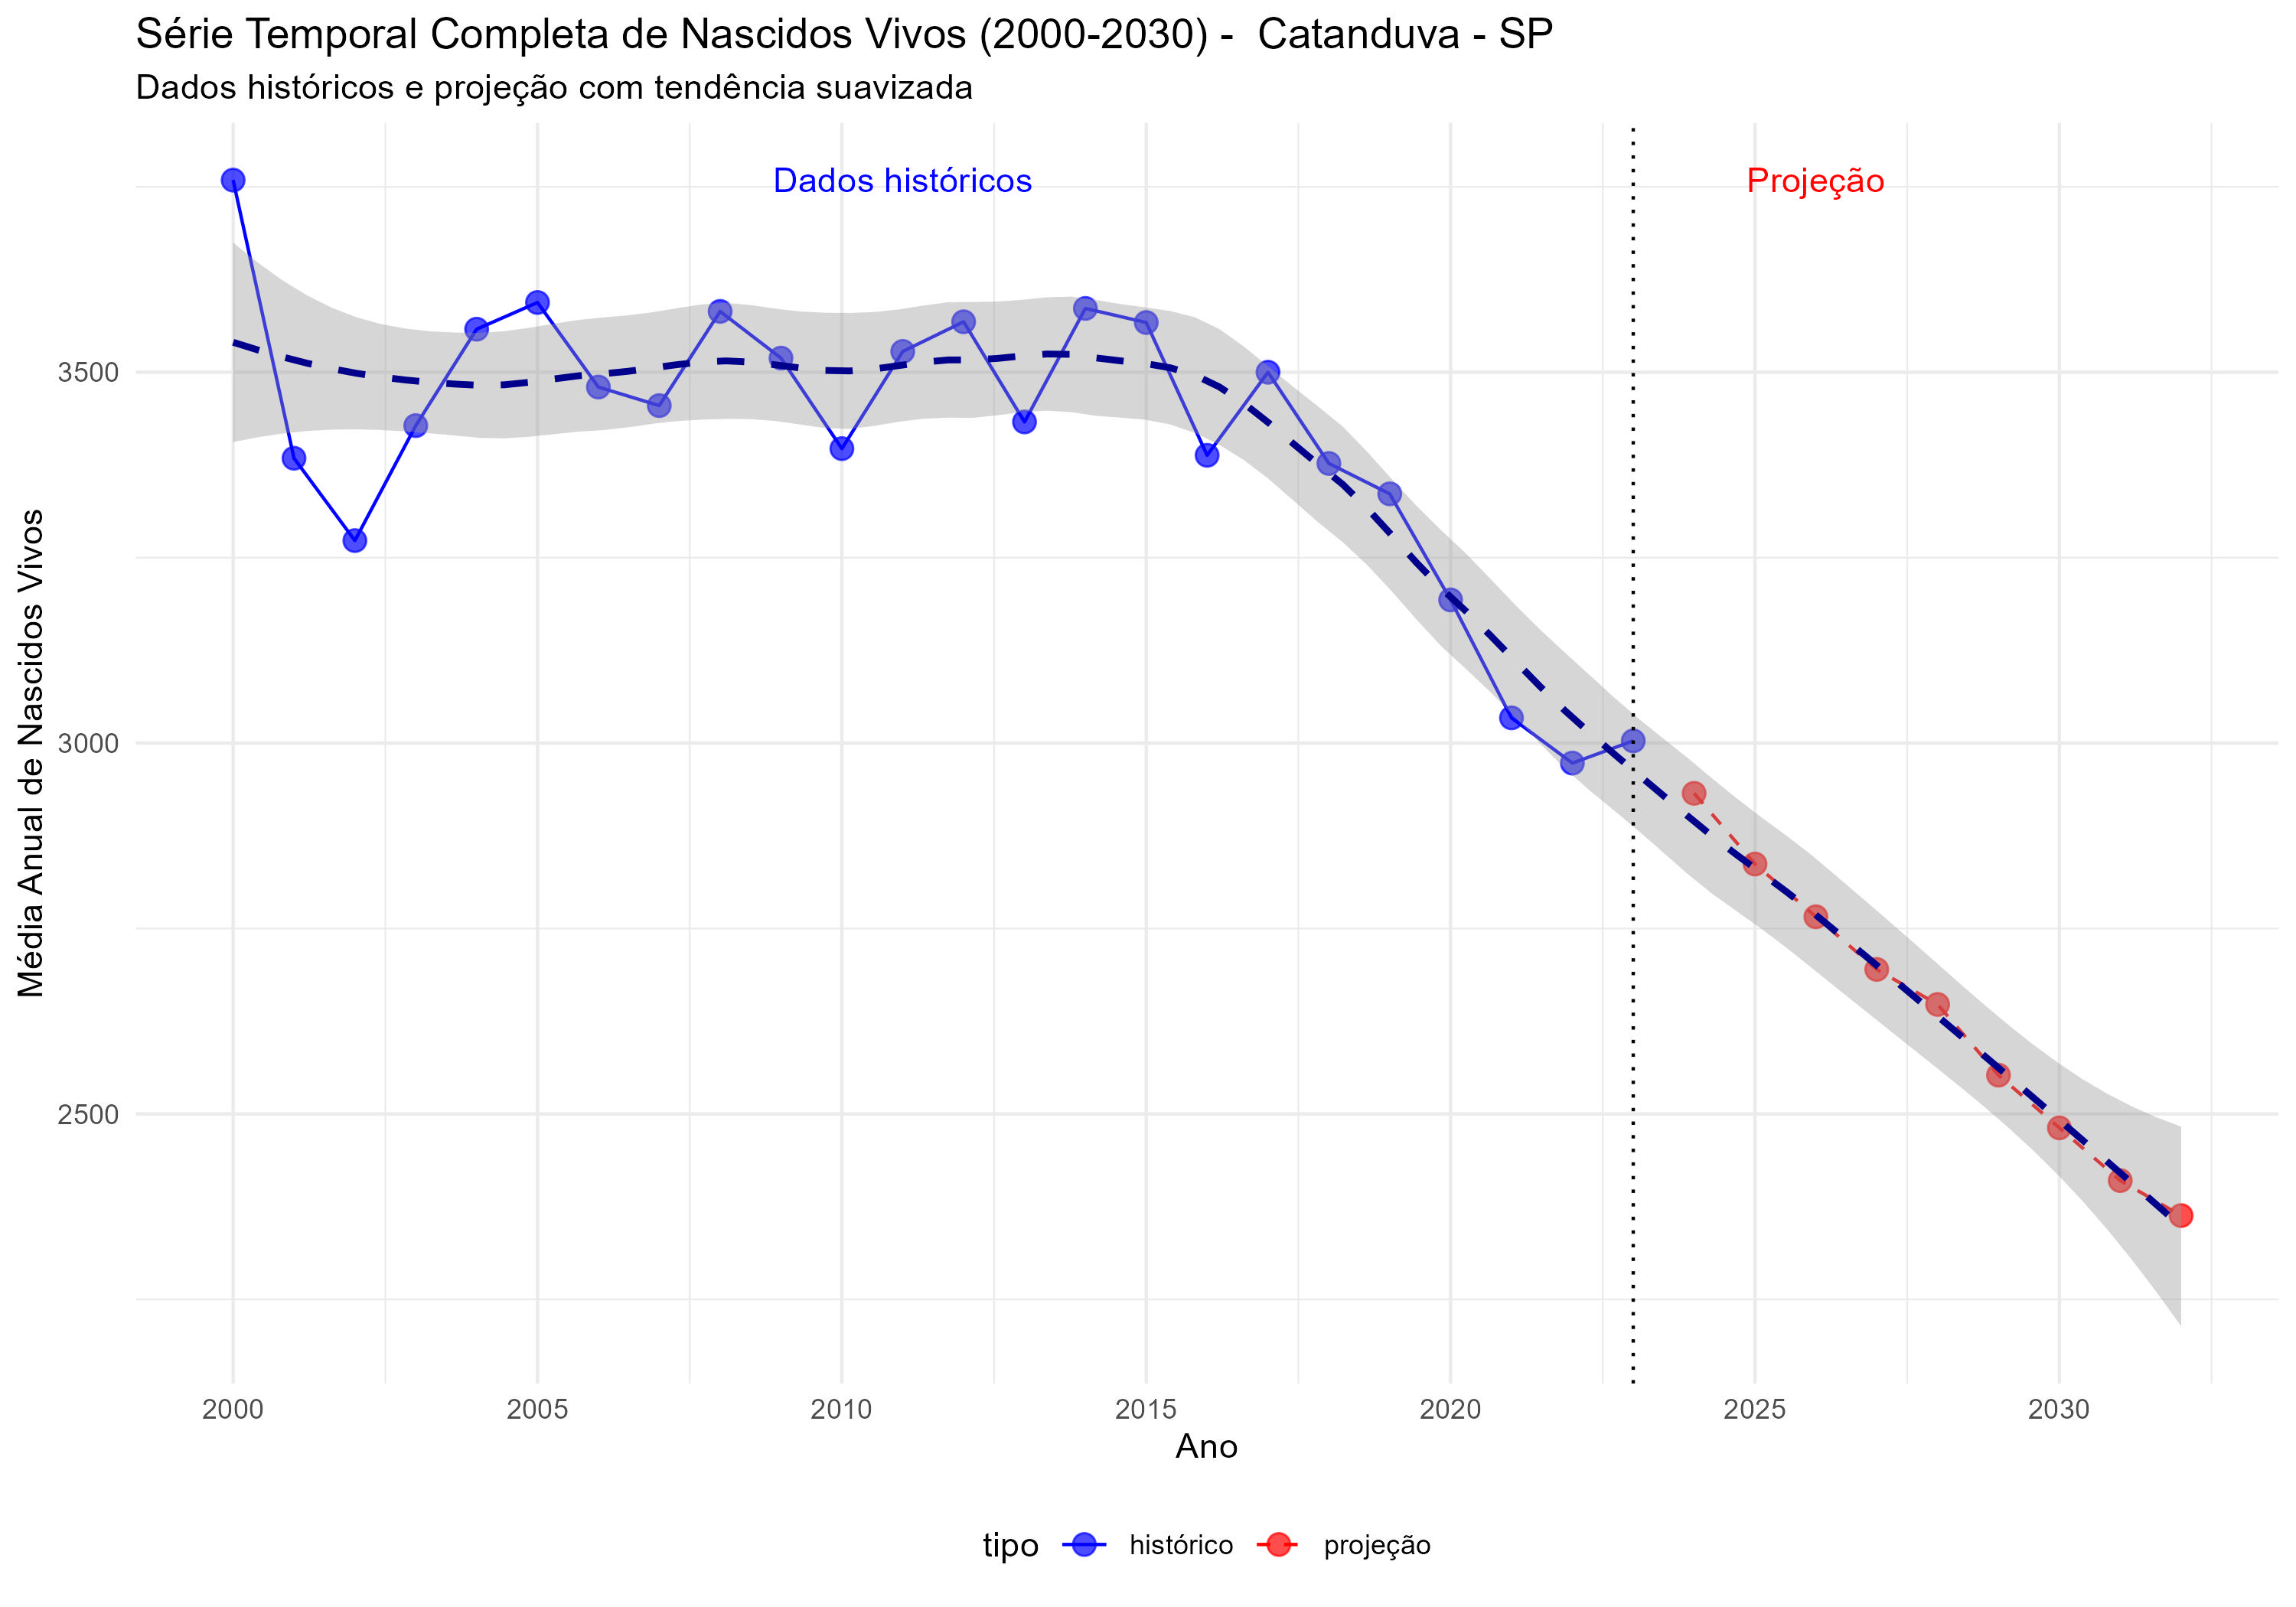 Série Temporal Completa de Nascidos Vivos (2000-2030) -  Catanduva - SP
Dados históricos e projeção com tendência suavizada
Dados históricos
Projeção
Média Anual de Nascidos Vivos
3500
3000
2500
2000
2005
2010
2015
2020
2025
2030
Ano
tipo
histórico
projeção